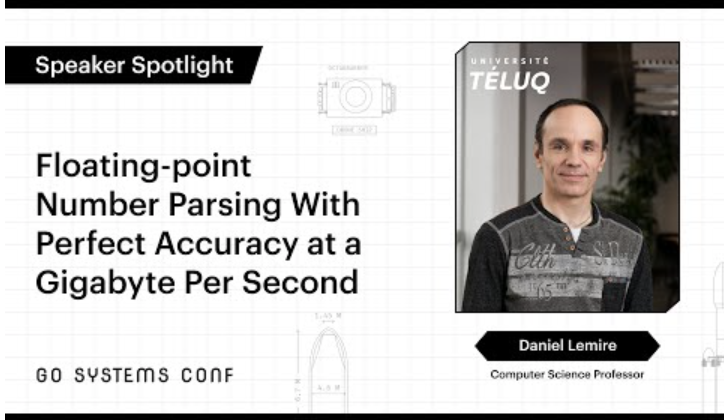 Speaker Spotlight
Floating-point
Number Parsing With
Perfect Accuracy at a
Gigabyte Per Second
GO SYSTEMS CONF
UNIVERSITÉ
TÉLUQ
Daniel Lemire
Computer Science Professor